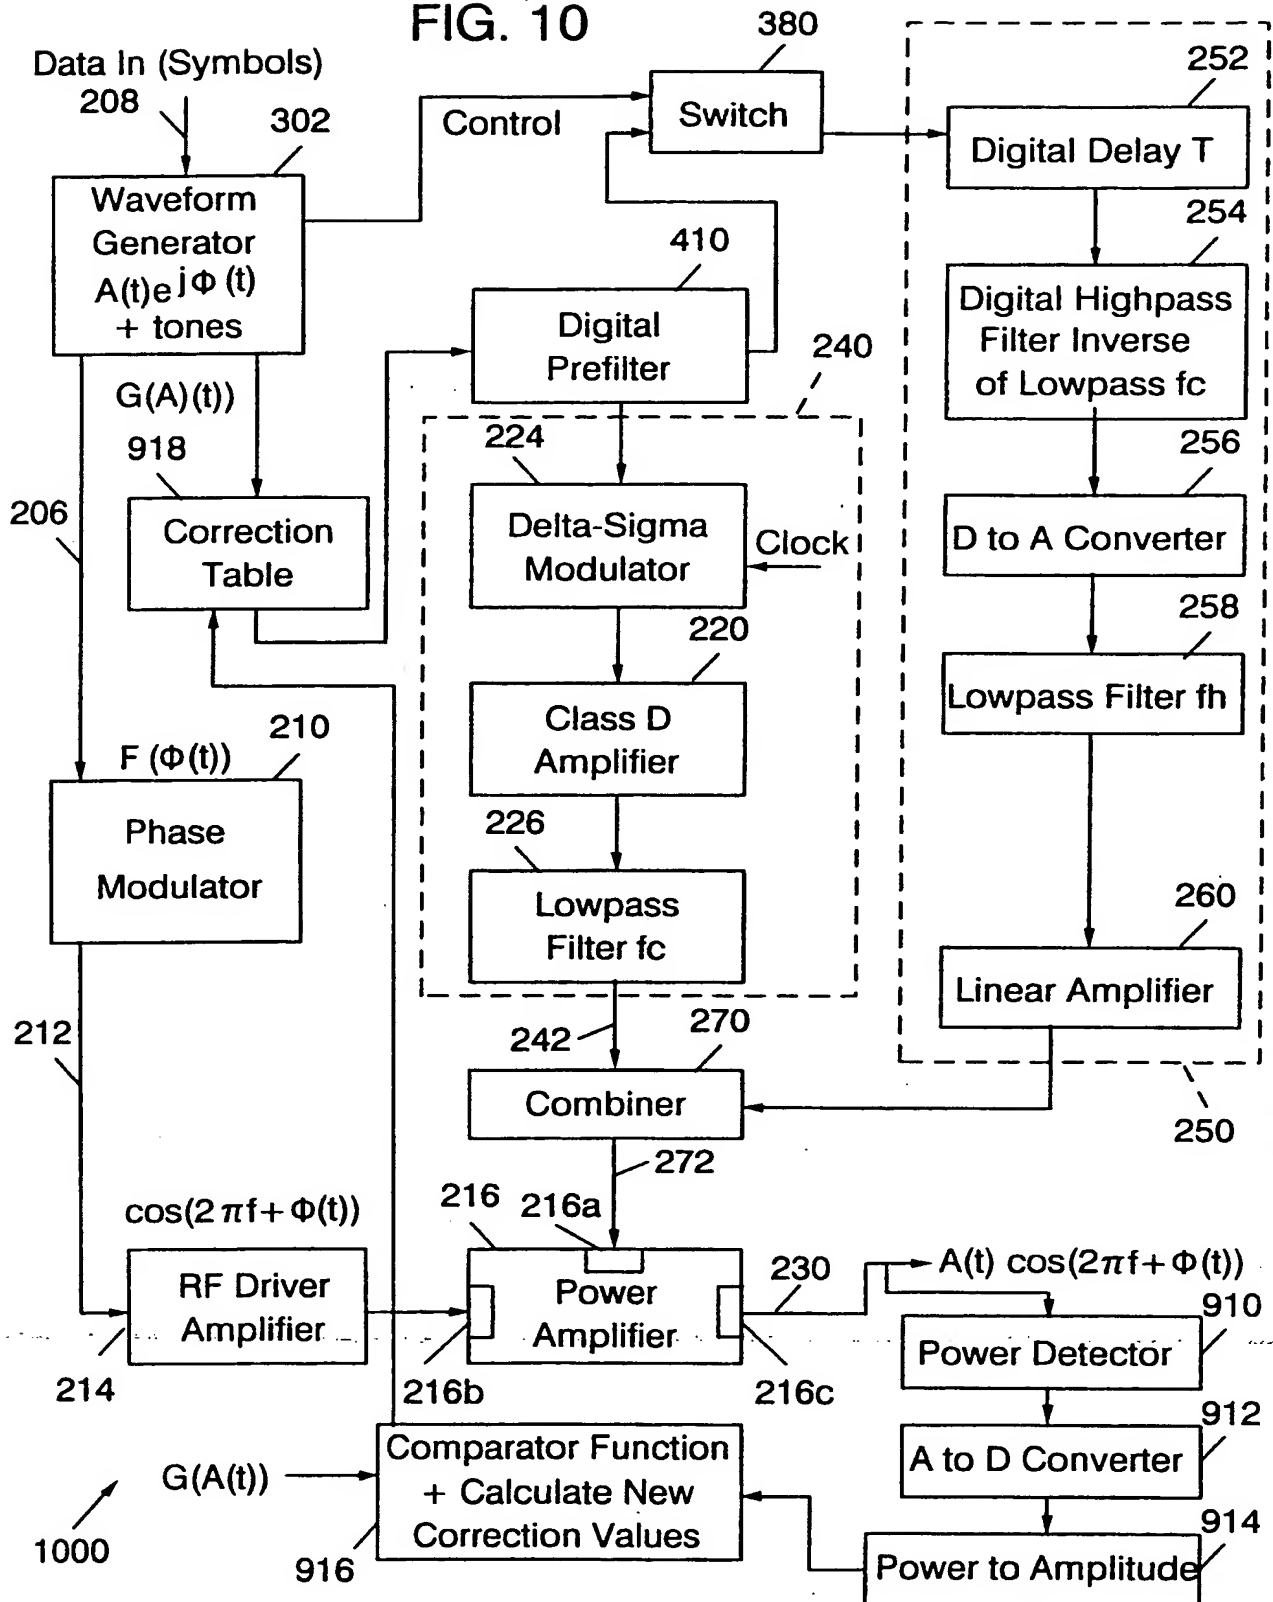 FIG. 10
380
Data In (Symbols)
208
302
252
Control
Switch
Digital Delay T
Waveform
Generator
A(t)e jΦ (t)
+ tones
254
410
Digital Highpass
Filter Inverse
of Lowpass fc
Digital
Prefilter
240
G(A)(t))
918
224
256
206
Correction
Table
Delta-Sigma
Modulator
Clock
D to A Converter
220
258
Class D
Amplifier
Lowpass Filter fh
210
F (Φ(t))
Phase
Modulator
226
Lowpass
Filter fc
260
Linear Amplifier
212
242
270
Combiner
250
272
216
216a
cos(2πf+Φ(t))
230
A(t) cos(2πf+Φ(t))
RF Driver
Amplifier
Power
Amplifier
910
Power Detector
214
216b
216c
912
Comparator Function
+ Calculate New
Correction Values
G(A(t))
A to D Converter
914
1000
916
Power to Amplitude